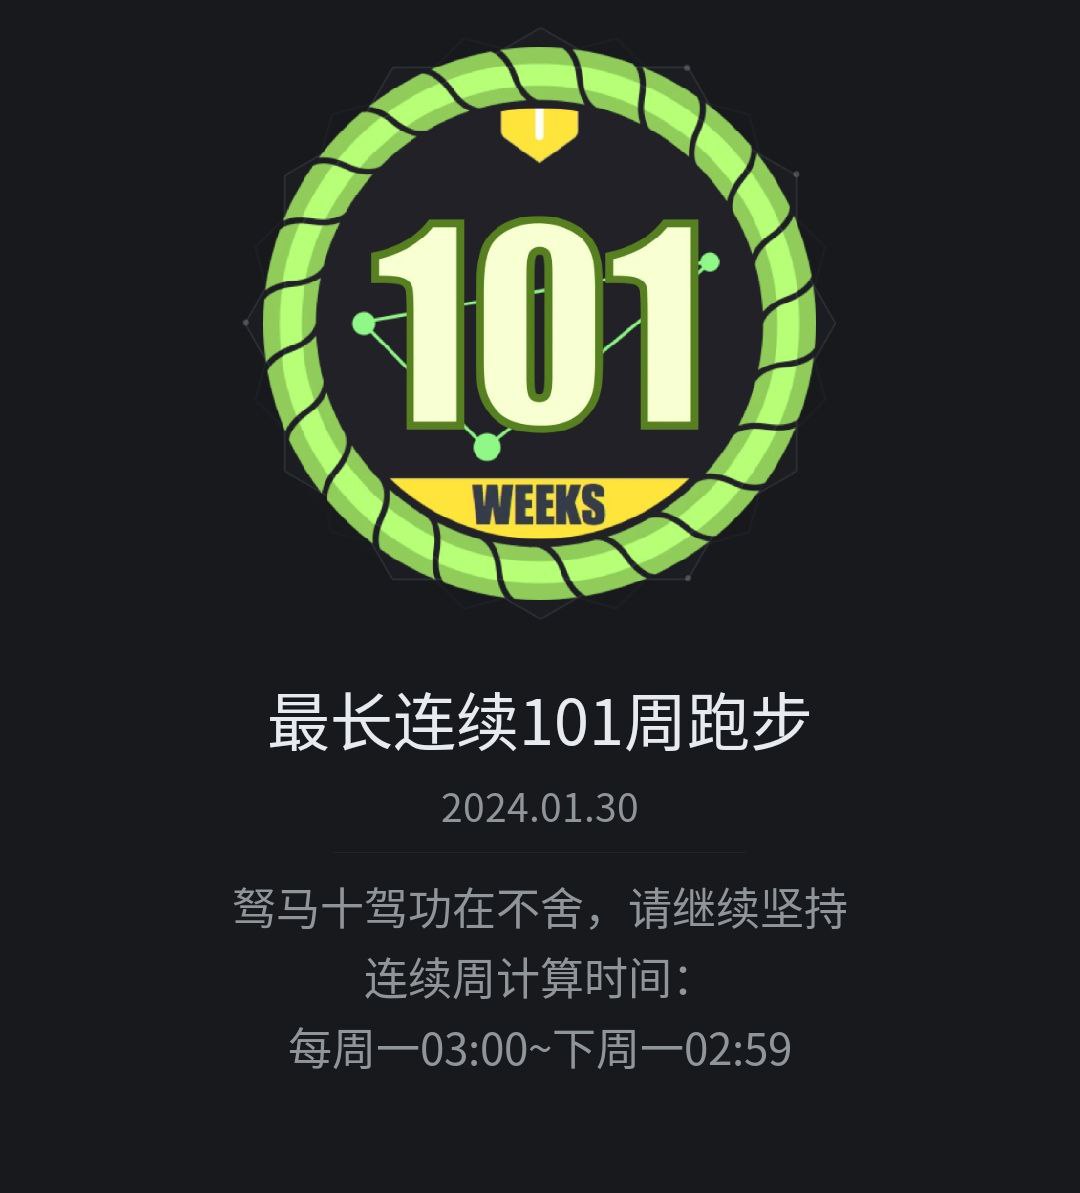 101
WEEKS
最长连续101周跑步
2024.01.30
驽马十驾功在不舍，请继续坚持
连续周计算时间：
每周一03:00~下周一02:59